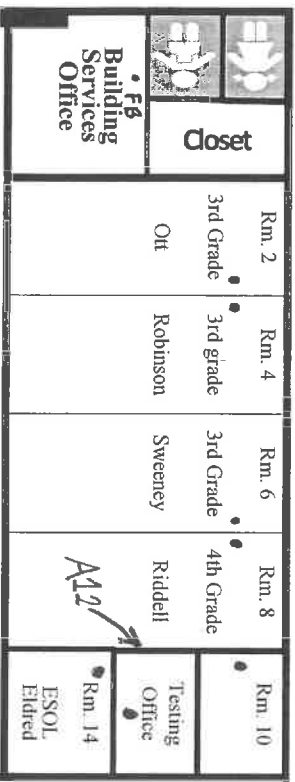 Closet
• FB
Building
Services
Office
Rm. 2
3rd Grade
Ott
Rm. 4
3rd grade
Robinson
Rm. 6
3rd Grade
Sweeney
Rm. 8
4th Grade
Riddell
A12
Rm. 10
Testing
Office
Rm. 14
ESOL
Eldred